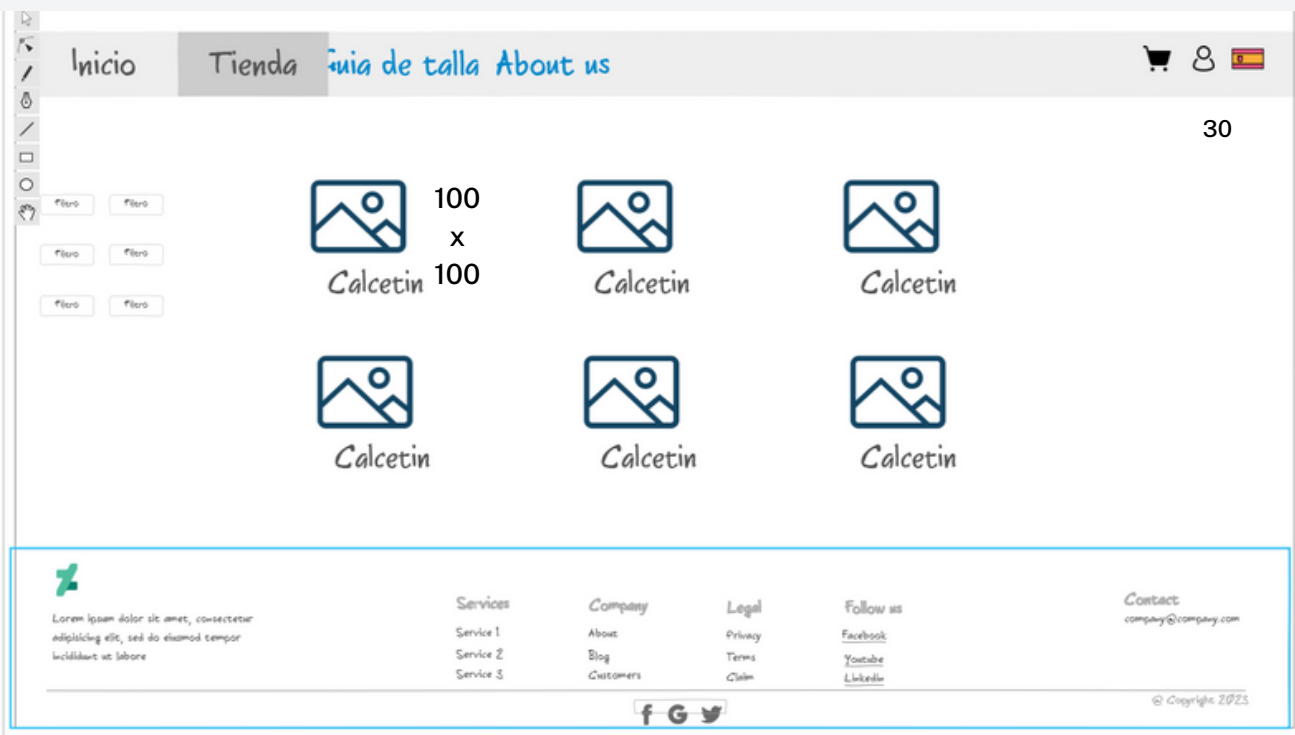 Inicio
Tienda
Guia de talla
About us
30
100
x
100
Filtro Filtro
Filtro Filtro
Filtro Filtro
Calcetin Calcetin Calcetin
Calcetin Calcetin Calcetin
Lorem ipsum dolor sit amet, consectetur
adipisicing elit, sed do eiusmod tempor
incididunt ut labore
Services
Service 1
Service 2
Service 3
Company
About
Blog
Customers
Legal
Privacy
Terms
Claim
Follow us
Facebook
Youtube
Linkedin
Contact
company@company.com
@ Copyright 2023
f G